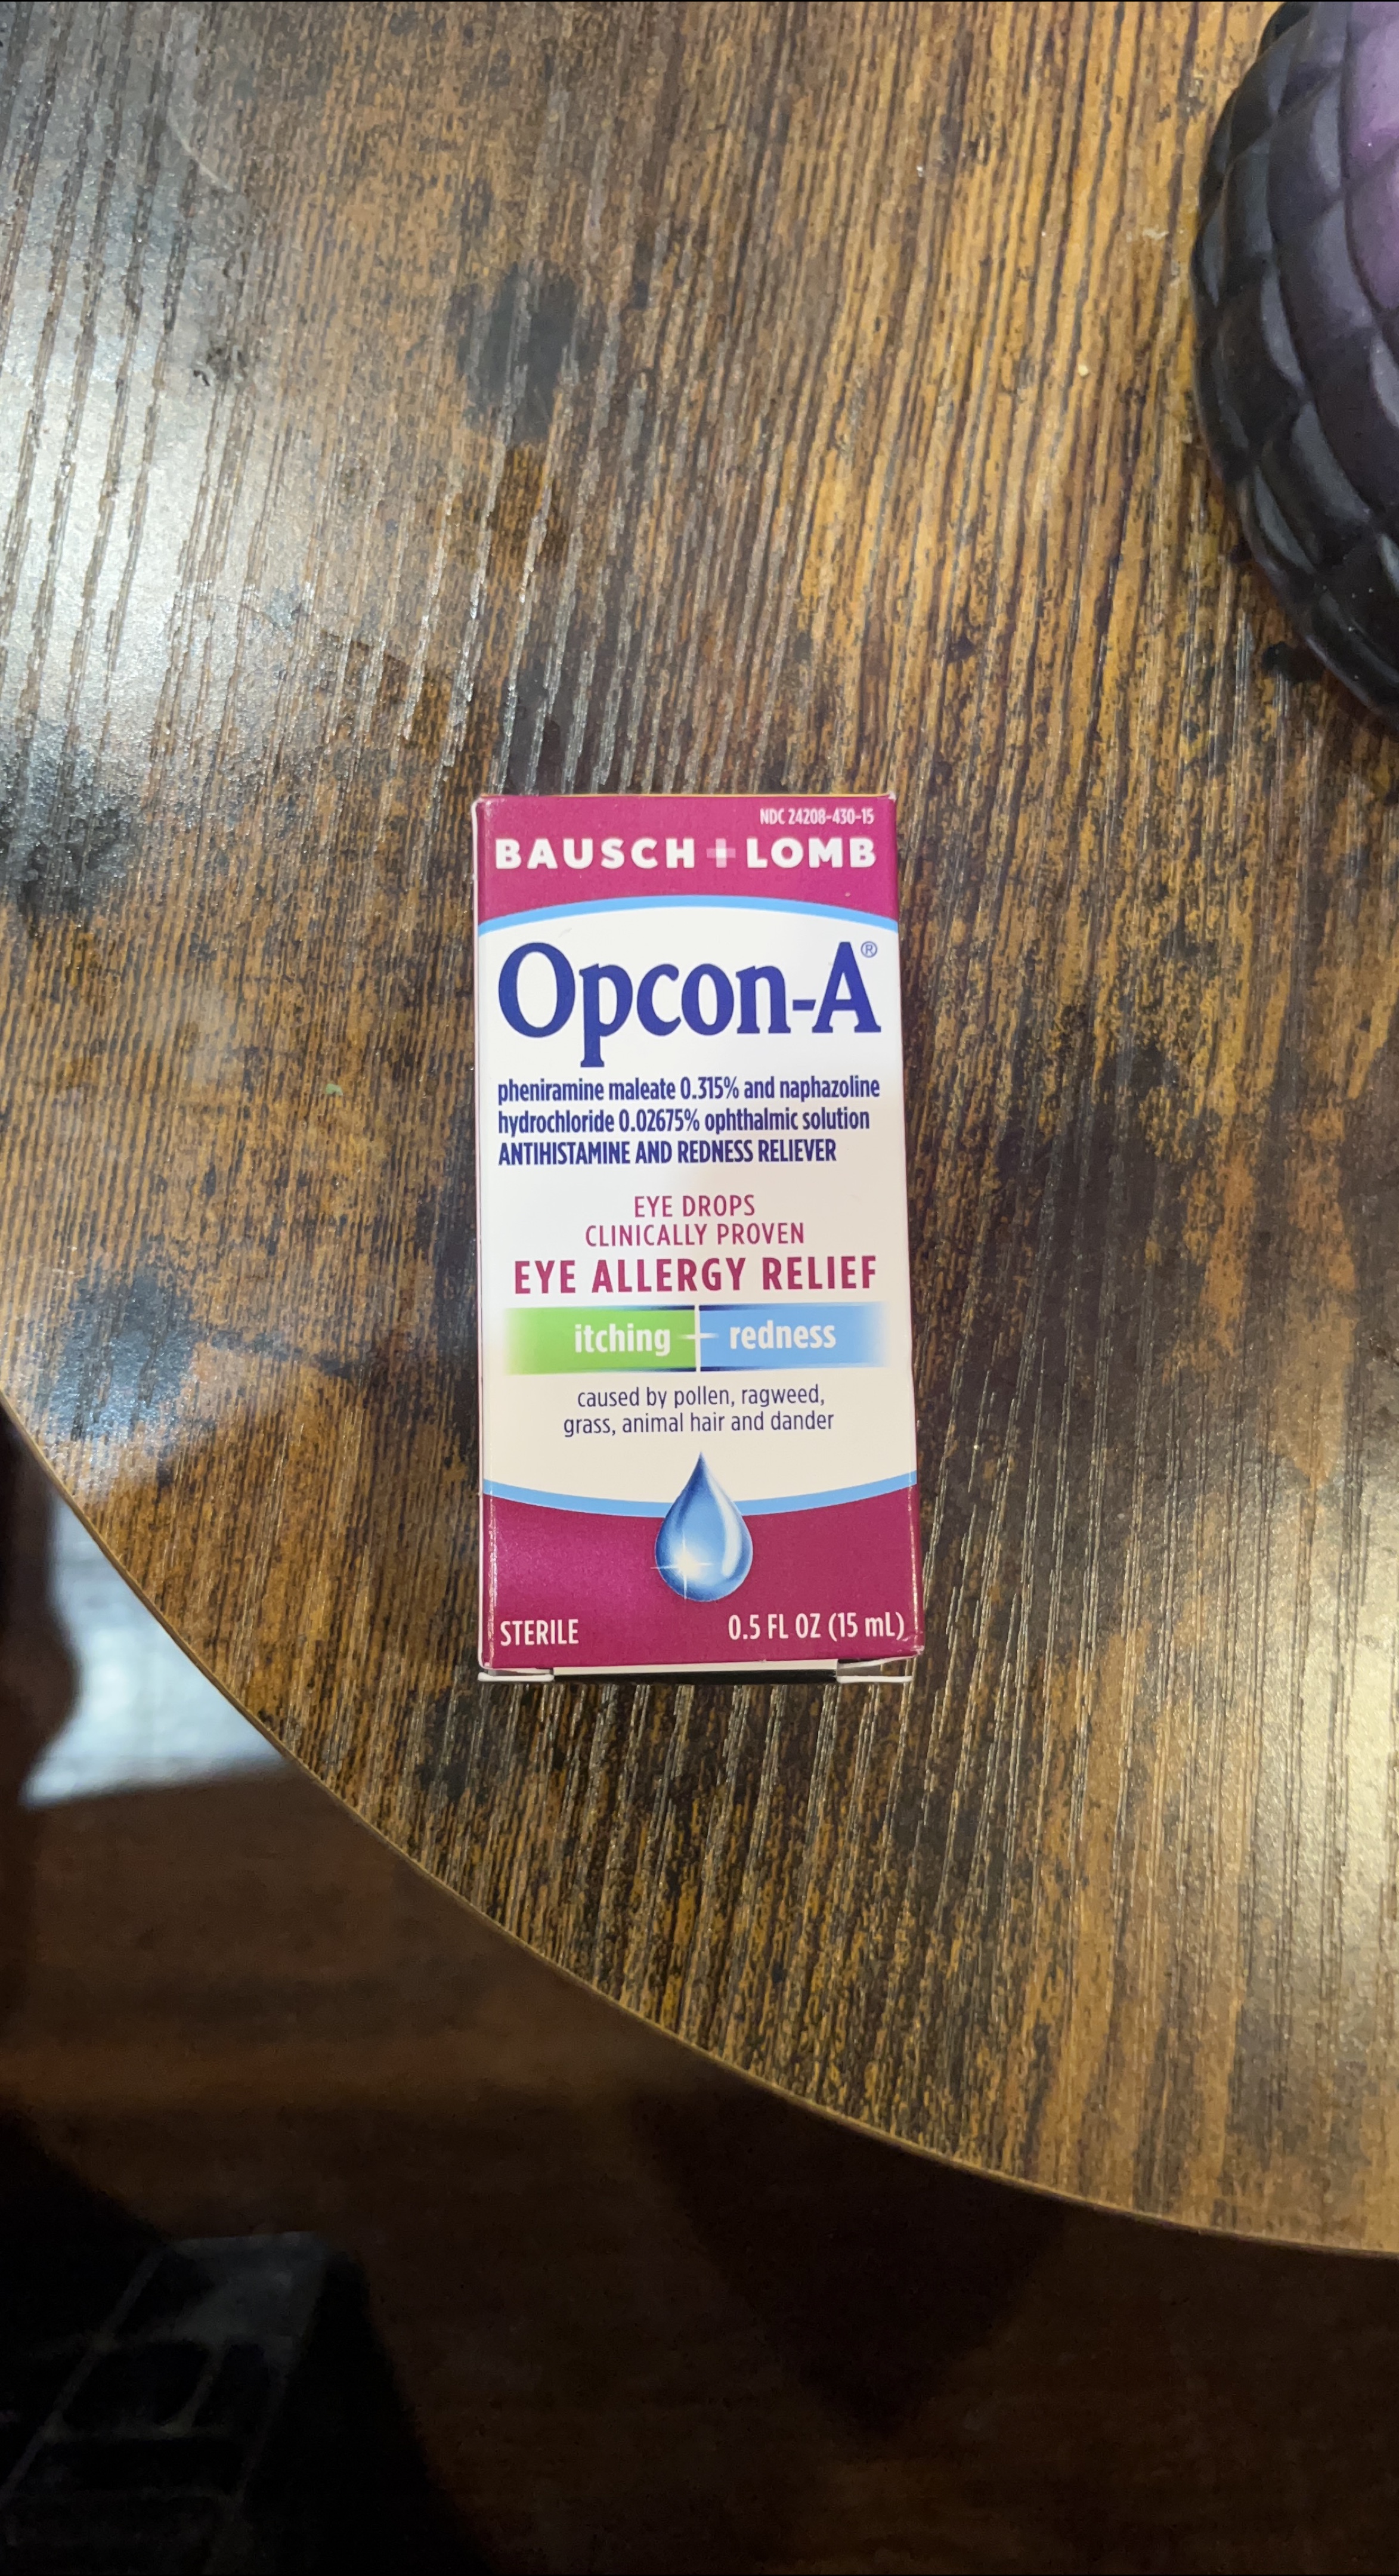 NDC 24208-430-15
BAUSCH + LOMB
Opcon-A®
pheniramine maleate 0.315% and naphazoline
hydrochloride 0.02675% ophthalmic solution
ANTIHISTAMINE AND REDNESS RELIEVER
EYE DROPS
CLINICALLY PROVEN
EYE ALLERGY RELIEF
itching + redness
caused by pollen, ragweed,
grass, animal hair and dander
STERILE 0.5 FL OZ (15 mL)